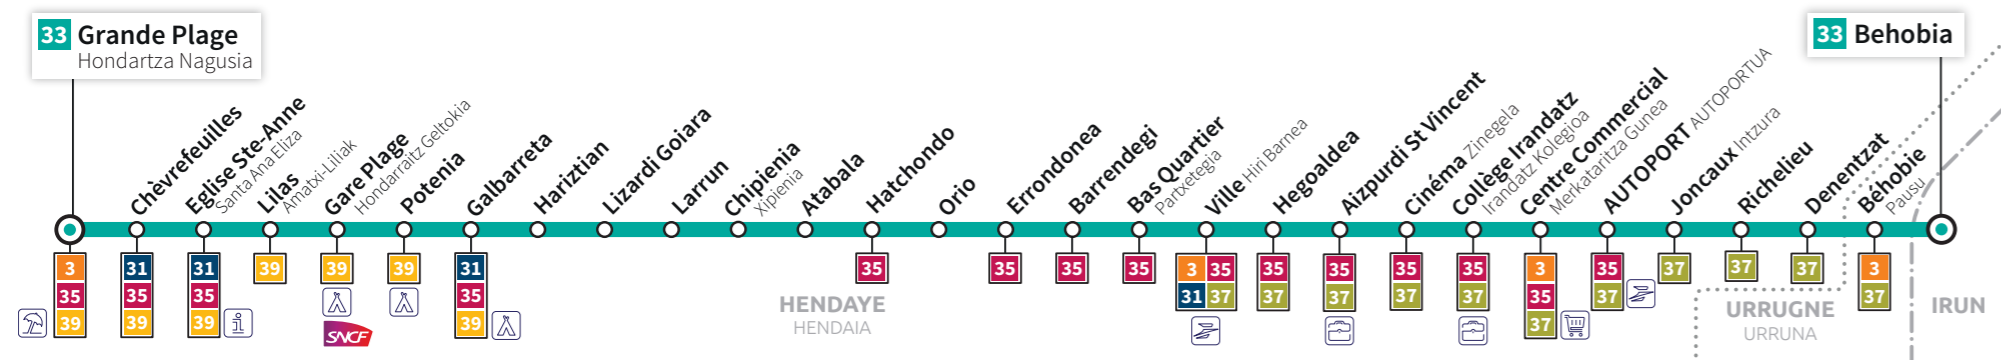 33 Grande Plage
Hondartza Nagusia
33 Behobia
Chèvrefeuilles
Eglise Ste-Anne
Santa Ana Eliza
Lilas
Amatxi-Liliak
Gare Plage
Hondarraitz Geltokia
Potenia
Galbarreta
Hariztian
Lizardi Goiara
Larrun
Chipienia
Xipienia
Atabala
Hatchondo
Orio
Errondonea
Barrendegi
Bas Quartier
Partxetegia
Ville Hiri Barnea
Hegoaldea
Aizpurdi St Vincent
Cinéma Zinegela
Collège Irandatz
Irandatz Kolegioa
Centre Commercial
Merkataritza Gunea
AUTOPORT AUTOPORTUA
Joncaux Intzura
Richelieu
Denentzat
Béhobie
Pausu
3
35
39
31
35
39
31
35
39
39
39
SNCF
39
31
35
39
35
35
35
35
3 35
31 37
35
37
35
37
35
37
35
37
3
35
37
35
37
37
37
37
3
37
HENDAYE
HENDAIA
URRUGNE
URRUNA
IRUN